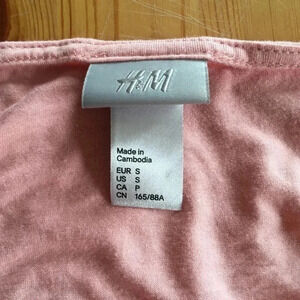 H&M
Made in
Cambodia
EUR S
US S
CA P
CN 165/88A